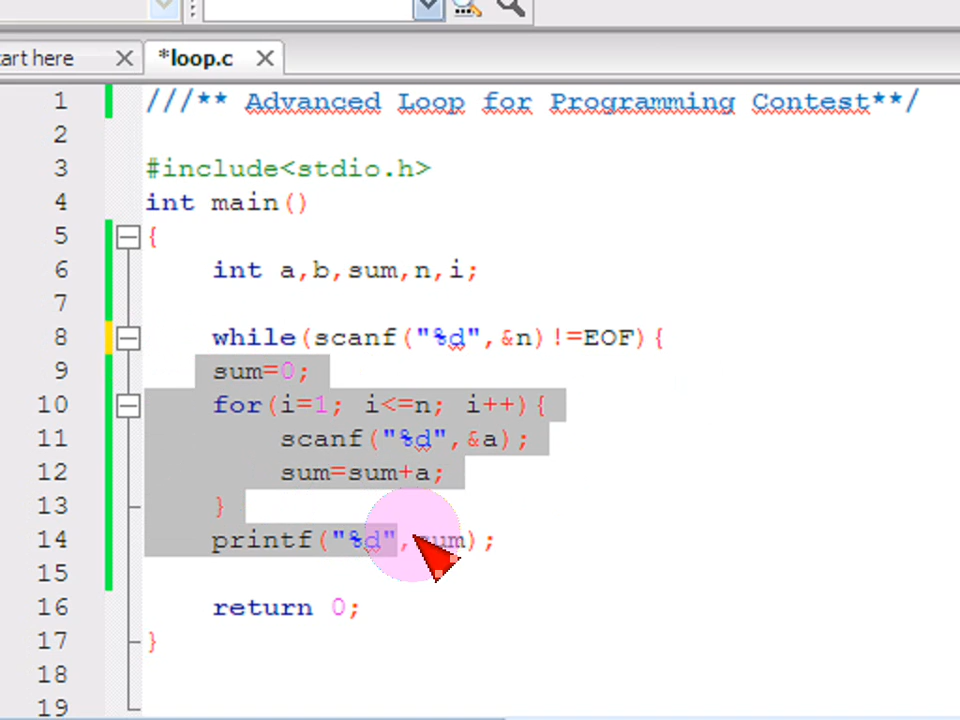 art here
*loop.c
1 ///** Advanced Loop for Programming Contest**/
2
3 #include<stdio.h>
4 int main()
5 {
6 int a,b,sum,n,i;
7
8 while(scanf("%d",&n)!=EOF){
9 sum=0;
10 for(i=1; i<=n; i++){
11 scanf("%d",&a);
12 sum=sum+a;
13 }
14 printf("%d",sum);
15
16 return 0;
17 }
18
19